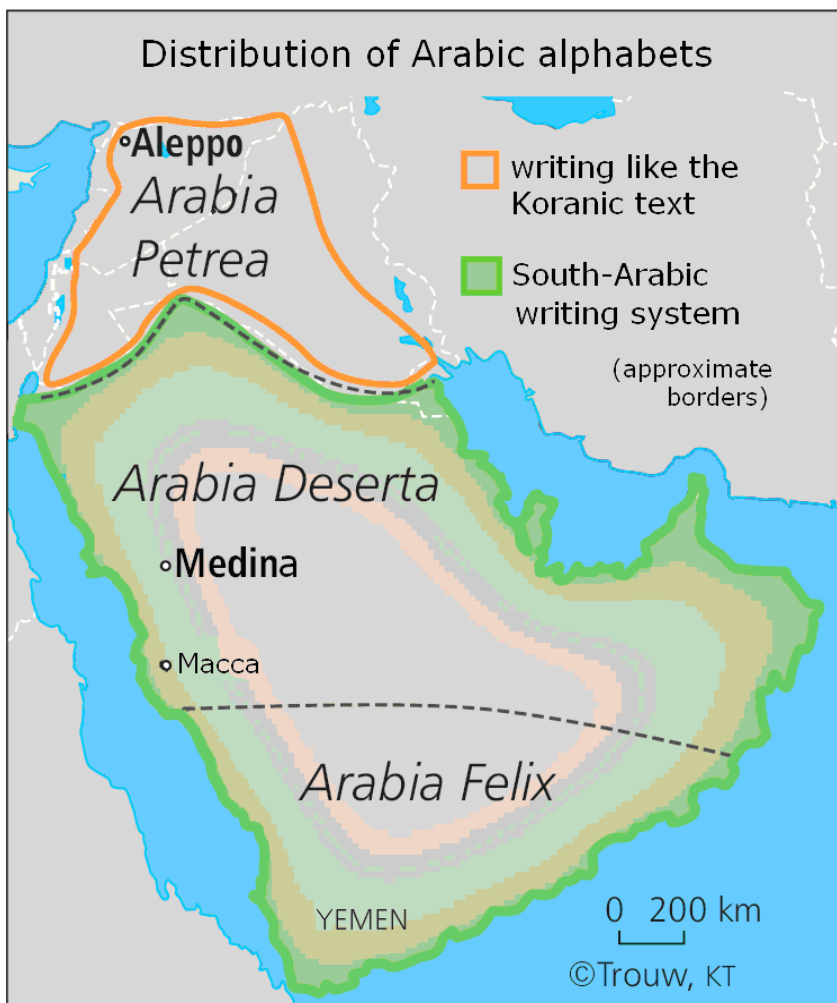 Distribution of Arabic alphabets
Aleppo
Arabia
Petrea
writing like the
Koranic text
South-Arabic
writing system
(approximate
borders)
Arabia Deserta
Medina
Macca
Arabia Felix
YEMEN
0 200 km
©Trouw, KT